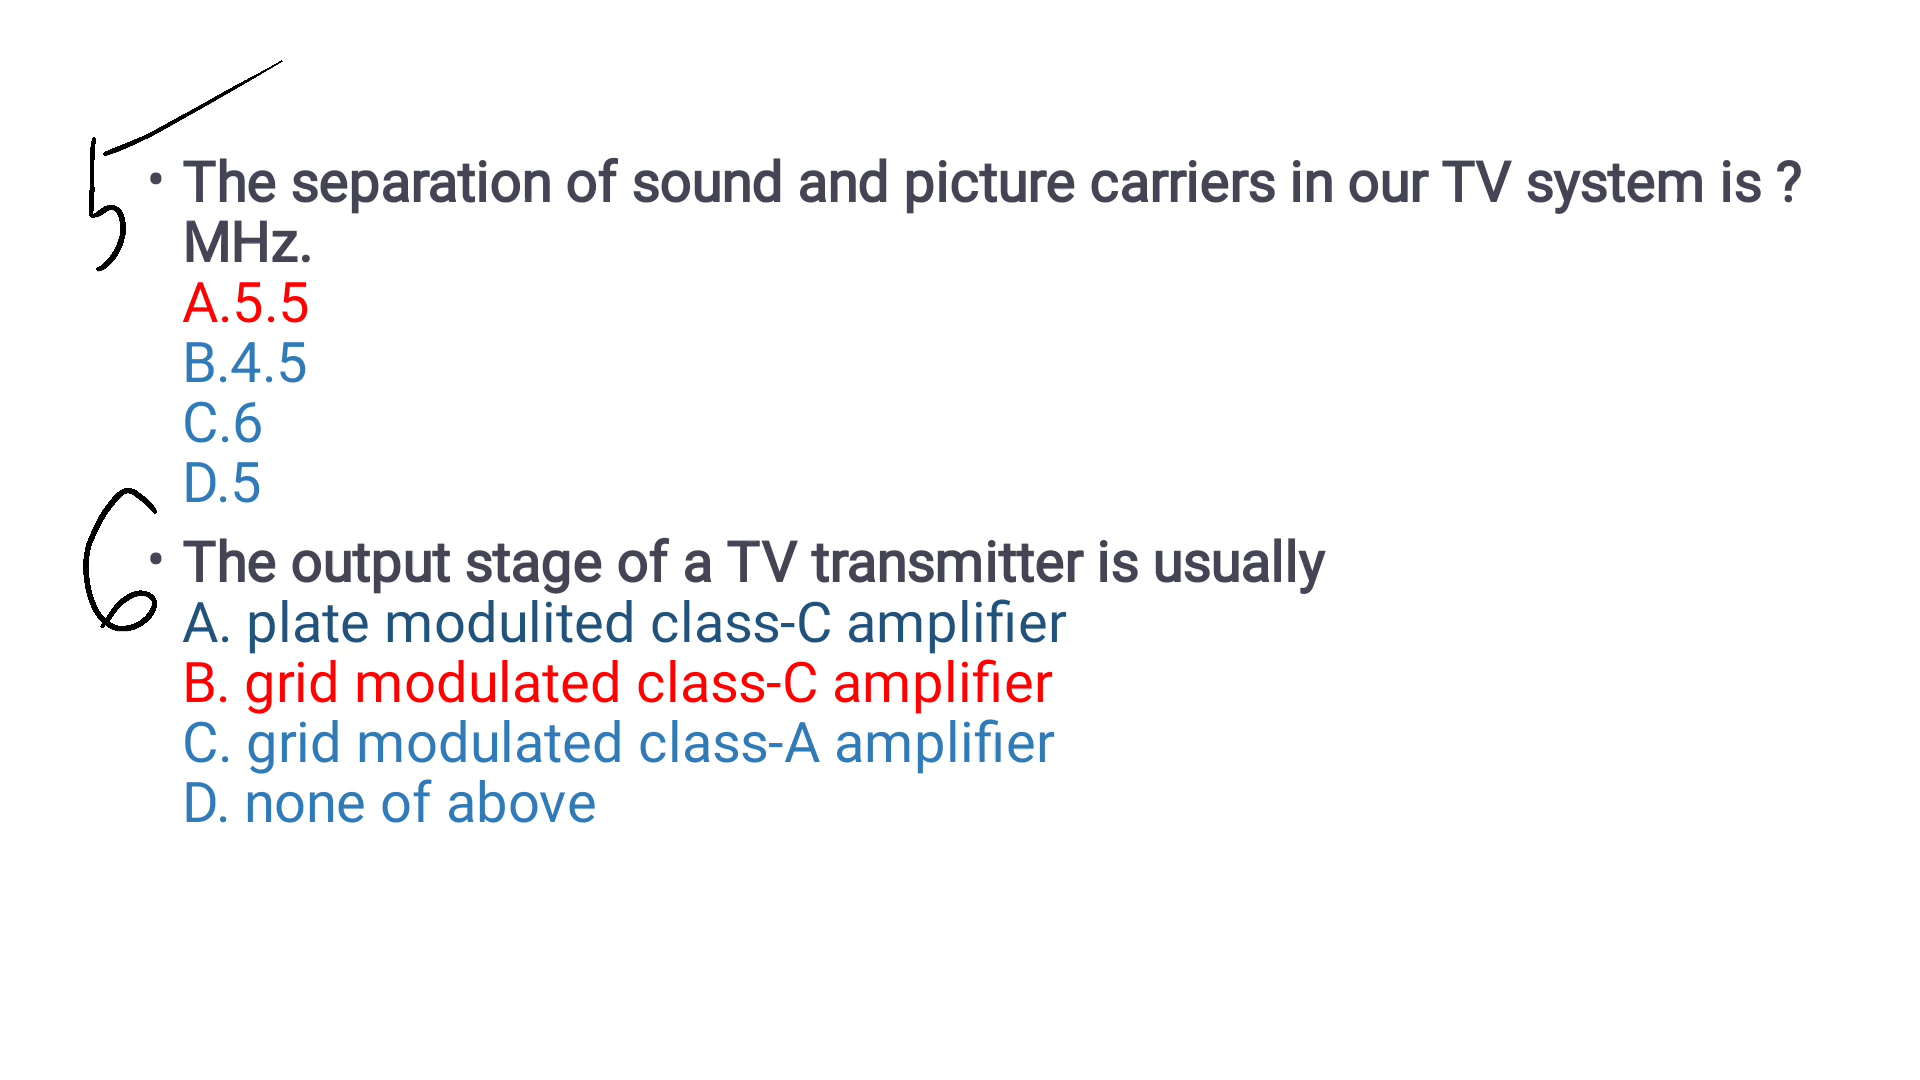 5
• The separation of sound and picture carriers in our TV system is ?
MHz.
A.5.5
B.4.5
C.6
D.5
6
• The output stage of a TV transmitter is usually
A. plate modulited class-C amplifier
B. grid modulated class-C amplifier
C. grid modulated class-A amplifier
D. none of above